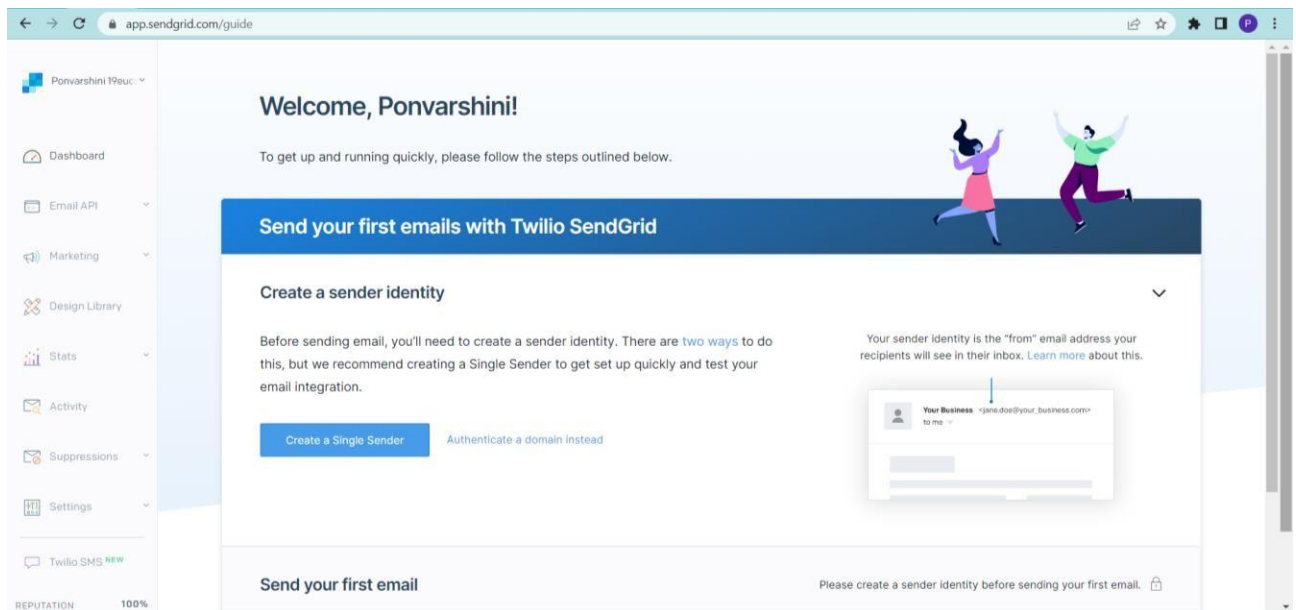 app.sendgrid.com/guide
P
Ponvarshini 19euc
Dashboard
Email API
Marketing
Design Library
Stats
Activity
Suppressions
Settings
Twilio SMS NEW
REPUTATION 100%
Welcome, Ponvarshini!
To get up and running quickly, please follow the steps outlined below.
Send your first emails with Twilio SendGrid
Create a sender identity
Before sending email, you'll need to create a sender identity. There are two ways to do
this, but we recommend creating a Single Sender to get set up quickly and test your
email integration.
Create a Single Sender
Authenticate a domain instead
Your sender identity is the "from" email address your
recipients will see in their inbox. Learn more about this.
Your Business <jane.doe@your_business.com>
to me
Send your first email
Please create a sender identity before sending your first email.